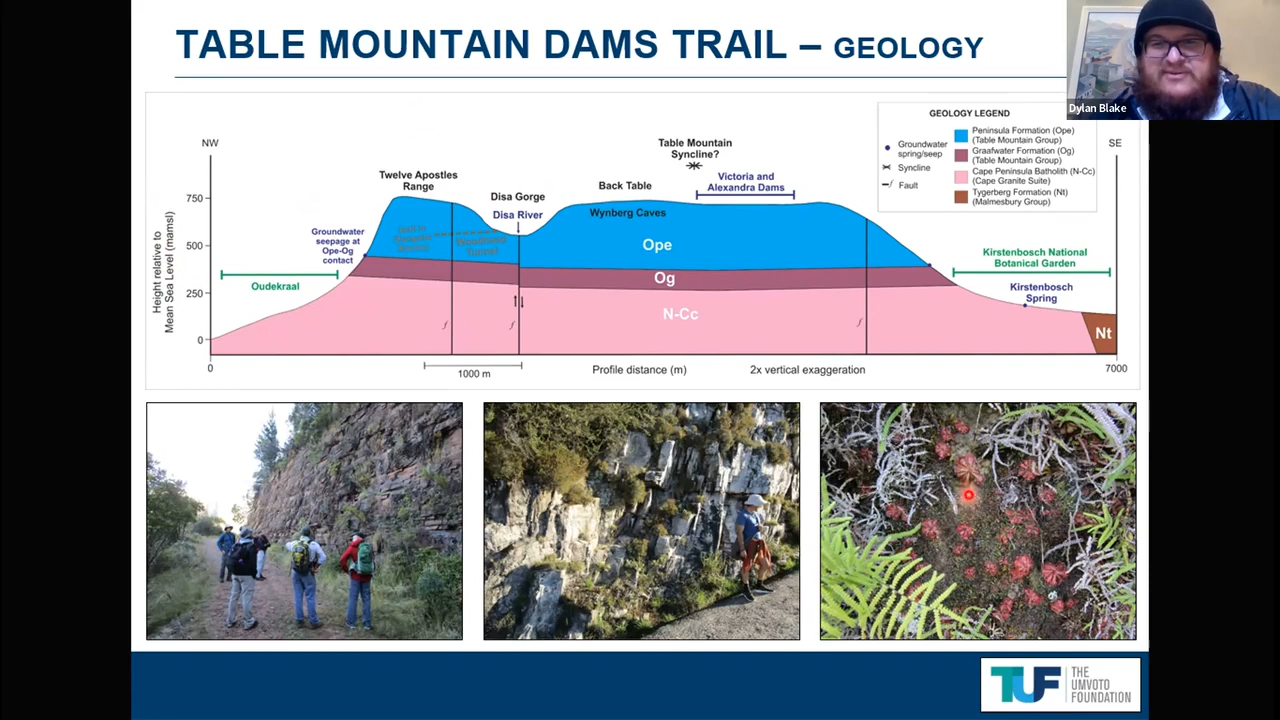 TABLE MOUNTAIN DAMS TRAIL – GEOLOGY
Dylan Blake
GEOLOGY LEGEND
Groundwater
spring/seep
Syncline
Fault
Peninsula Formation (Ope)
(Table Mountain Group)
Graafwater Formation (Og)
(Table Mountain Group)
Cape Peninsula Batholith (N-Cc)
(Cape Granite Suite)
Tygerberg Formation (Nt)
(Malmesbury Group)
NW
SE
Table Mountain
Syncline?
Twelve Apostles
Range
Disa Gorge
Disa River
Back Table
Victoria and
Alexandra Dams
Wynberg Caves
Woodhead
Tunnel
Groundwater
seepage at
Ope-Og
contact
Oudekraal
Kirstenbosch National
Botanical Garden
Kirstenbosch
Spring
Ope
Og
N-Cc
Nt
f
f
f
Height relative to
Mean Sea Level (mamsl)
750
500
250
0
0
1000 m
Profile distance (m)
2x vertical exaggeration
7000
TUF
THE
UMVOTO
FOUNDATION